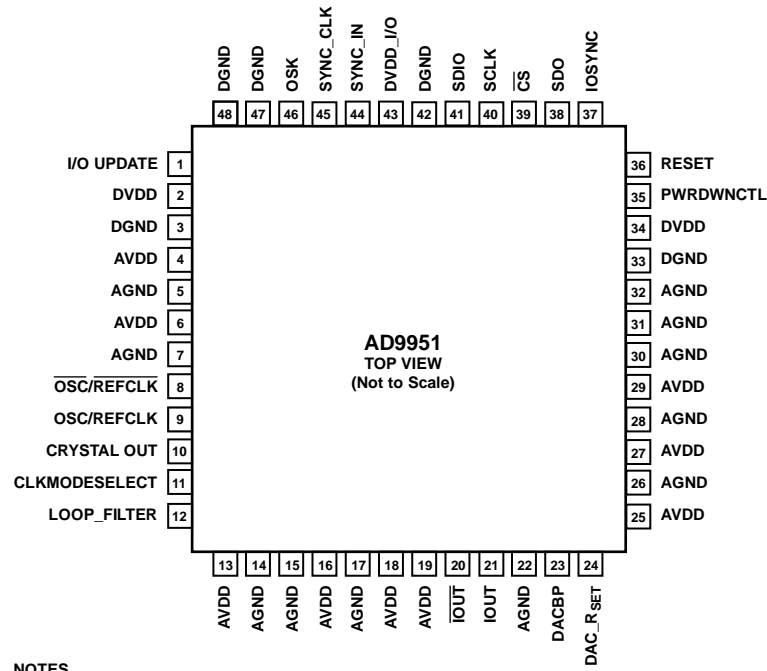 DGND
DGND
OSK
SYNC_CLK
SYNC_IN
DVDD_I/O
DGND
SDIO
SCLK
CS
SDO
IOSYNC
48 47 46 45 44 43 42 41 40 39 38 37
I/O UPDATE 1
DVDD 2
DGND 3
AVDD 4
AGND 5
AVDD 6
AGND 7
OSC/REFCLK 8
OSC/REFCLK 9
CRYSTAL OUT 10
CLKMODESELECT 11
LOOP_FILTER 12
AD9951
TOP VIEW
(Not to Scale)
36 RESET
35 PWRDWNCTL
34 DVDD
33 DGND
32 AGND
31 AGND
30 AGND
29 AVDD
28 AGND
27 AVDD
26 AGND
25 AVDD
13 14 15 16 17 18 19 20 21 22 23 24
AVDD
AGND
AGND
AVDD
AGND
AVDD
AVDD
IOUT
IOUT
AGND
DACBP
DAC_RSET
NOTES